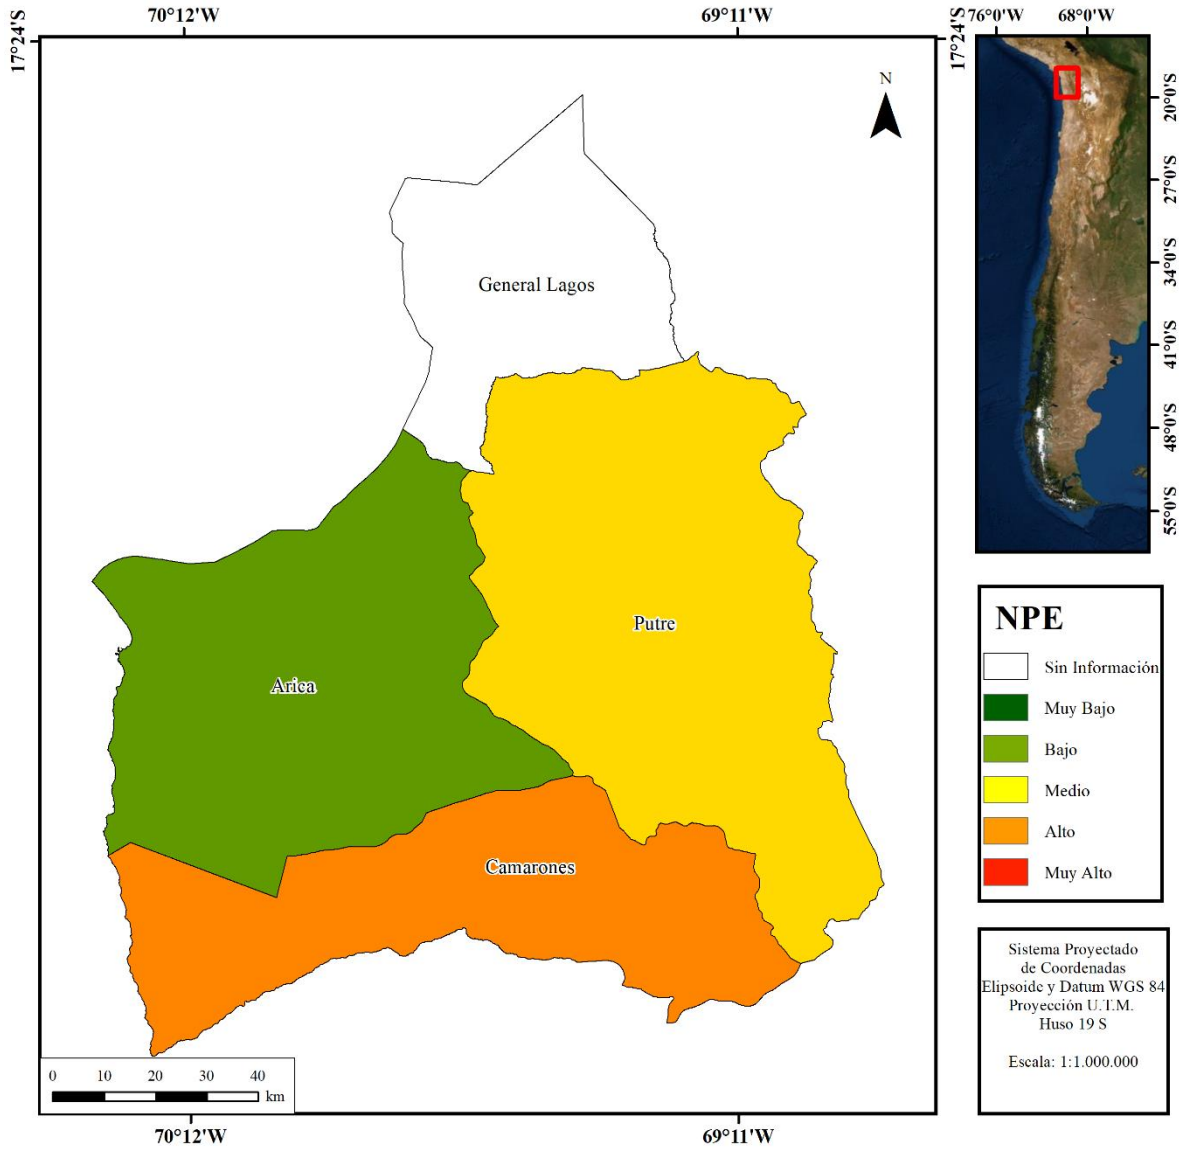 70°12'W
69°11'W
76°0'W
68°0'W
17°24'S
17°24'S
N
20°0'S
27°0'S
34°0'S
41°0'S
48°0'S
55°0'S
General Lagos
Putre
Arica
Camarones
NPE
Sin Información
Muy Bajo
Bajo
Medio
Alto
Muy Alto
Sistema Proyectado
de Coordenadas
Elipsoide y Datum WGS 84
Proyección U.T.M.
Huso 19 S
Escala: 1:1.000.000
0 10 20 30 40
km
70°12'W
69°11'W